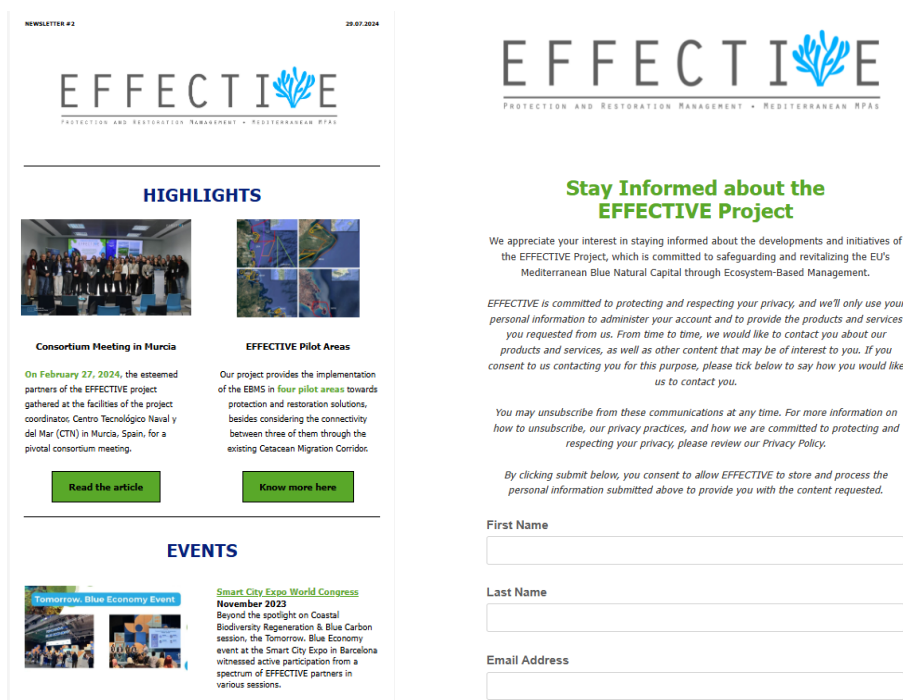 NEWSLETTER #2
29.07.2024
EFFECTIVE
PROTECTION AND RESTORATION MANAGEMENT • MEDITERRANEAN MPAS
HIGHLIGHTS
Consortium Meeting in Murcia
On February 27, 2024, the esteemed
partners of the EFFECTIVE project
gathered at the facilities of the project
coordinator, Centro Tecnológico Naval y
del Mar (CTN) in Murcia, Spain, for a
pivotal consortium meeting.
Read the article
EFFECTIVE Pilot Areas
Our project provides the implementation
of the EBMS in four pilot areas towards
protection and restoration solutions,
besides considering the connectivity
between three of them through the
existing Cetacean Migration Corridor.
Know more here
EVENTS
Tomorrow. Blue Economy Event
Smart City Expo World Congress
November 2023
Beyond the spotlight on Coastal
Biodiversity Regeneration & Blue Carbon
session, the Tomorrow. Blue Economy
event at the Smart City Expo in Barcelona
witnessed active participation from a
spectrum of EFFECTIVE partners in
various sessions.
EFFECTIVE
PROTECTION AND RESTORATION MANAGEMENT • MEDITERRANEAN MPAS
Stay Informed about the
EFFECTIVE Project
We appreciate your interest in staying informed about the developments and initiatives of
the EFFECTIVE Project, which is committed to safeguarding and revitalizing the EU's
Mediterranean Blue Natural Capital through Ecosystem-Based Management.
EFFECTIVE is committed to protecting and respecting your privacy, and we'll only use your
personal information to administer your account and to provide the products and services
you requested from us. From time to time, we would like to contact you about our
products and services, as well as other content that may be of interest to you. If you
consent to us contacting you for this purpose, please tick below to say how you would like
us to contact you.
You may unsubscribe from these communications at any time. For more information on
how to unsubscribe, our privacy practices, and how we are committed to protecting and
respecting your privacy, please review our Privacy Policy.
By clicking submit below, you consent to allow EFFECTIVE to store and process the
personal information submitted above to provide you with the content requested.
First Name
Last Name
Email Address